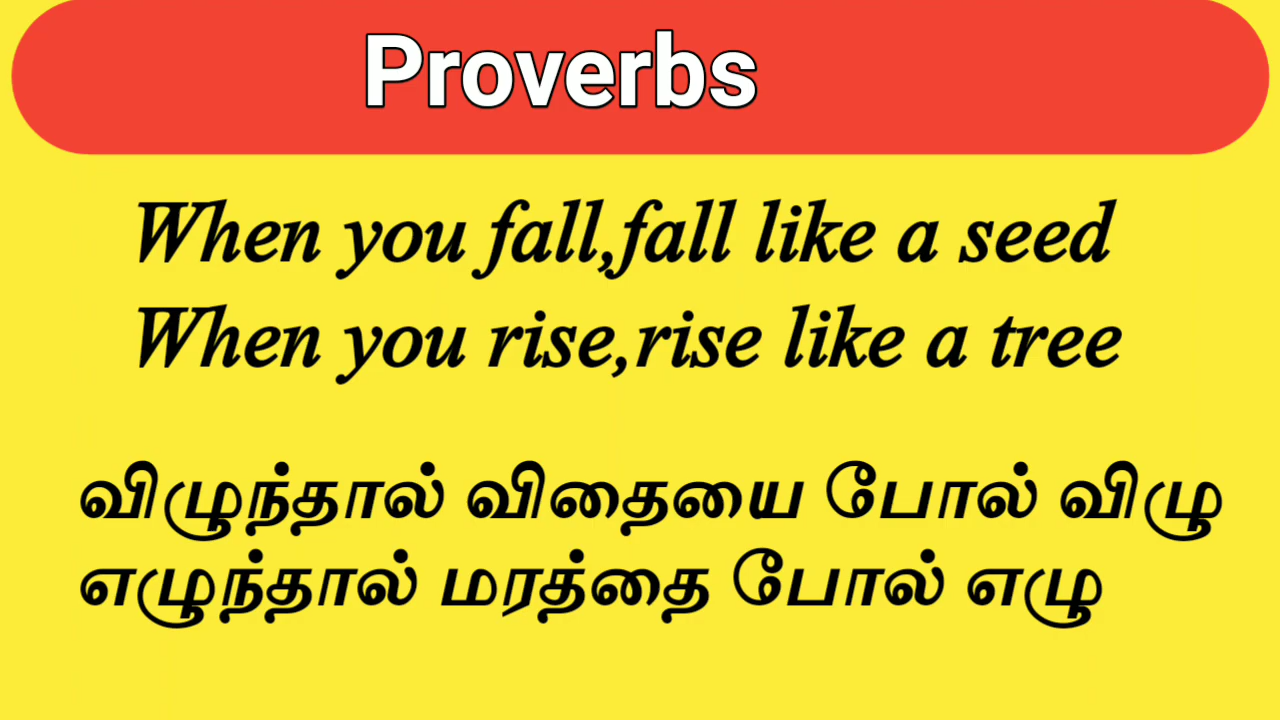 Proverbs
When you fall,fall like a seed
When you rise,rise like a tree
விழுந்தால் விதையை போல் விழு
எழுந்தால் மரத்தை போல் எழு